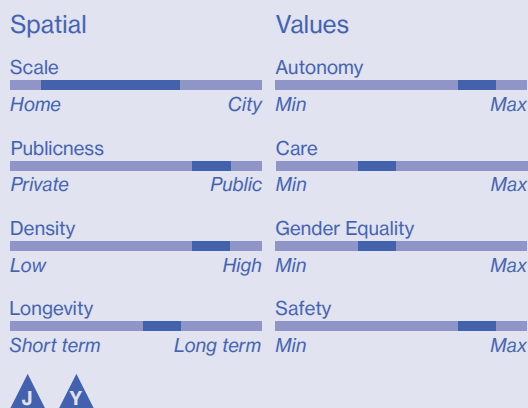 Spatial
Scale
Home City
Publicness
Private Public
Density
Low High
Longevity
Short term Long term
J Y
Values
Autonomy
Min Max
Care
Min Max
Gender Equality
Min Max
Safety
Min Max